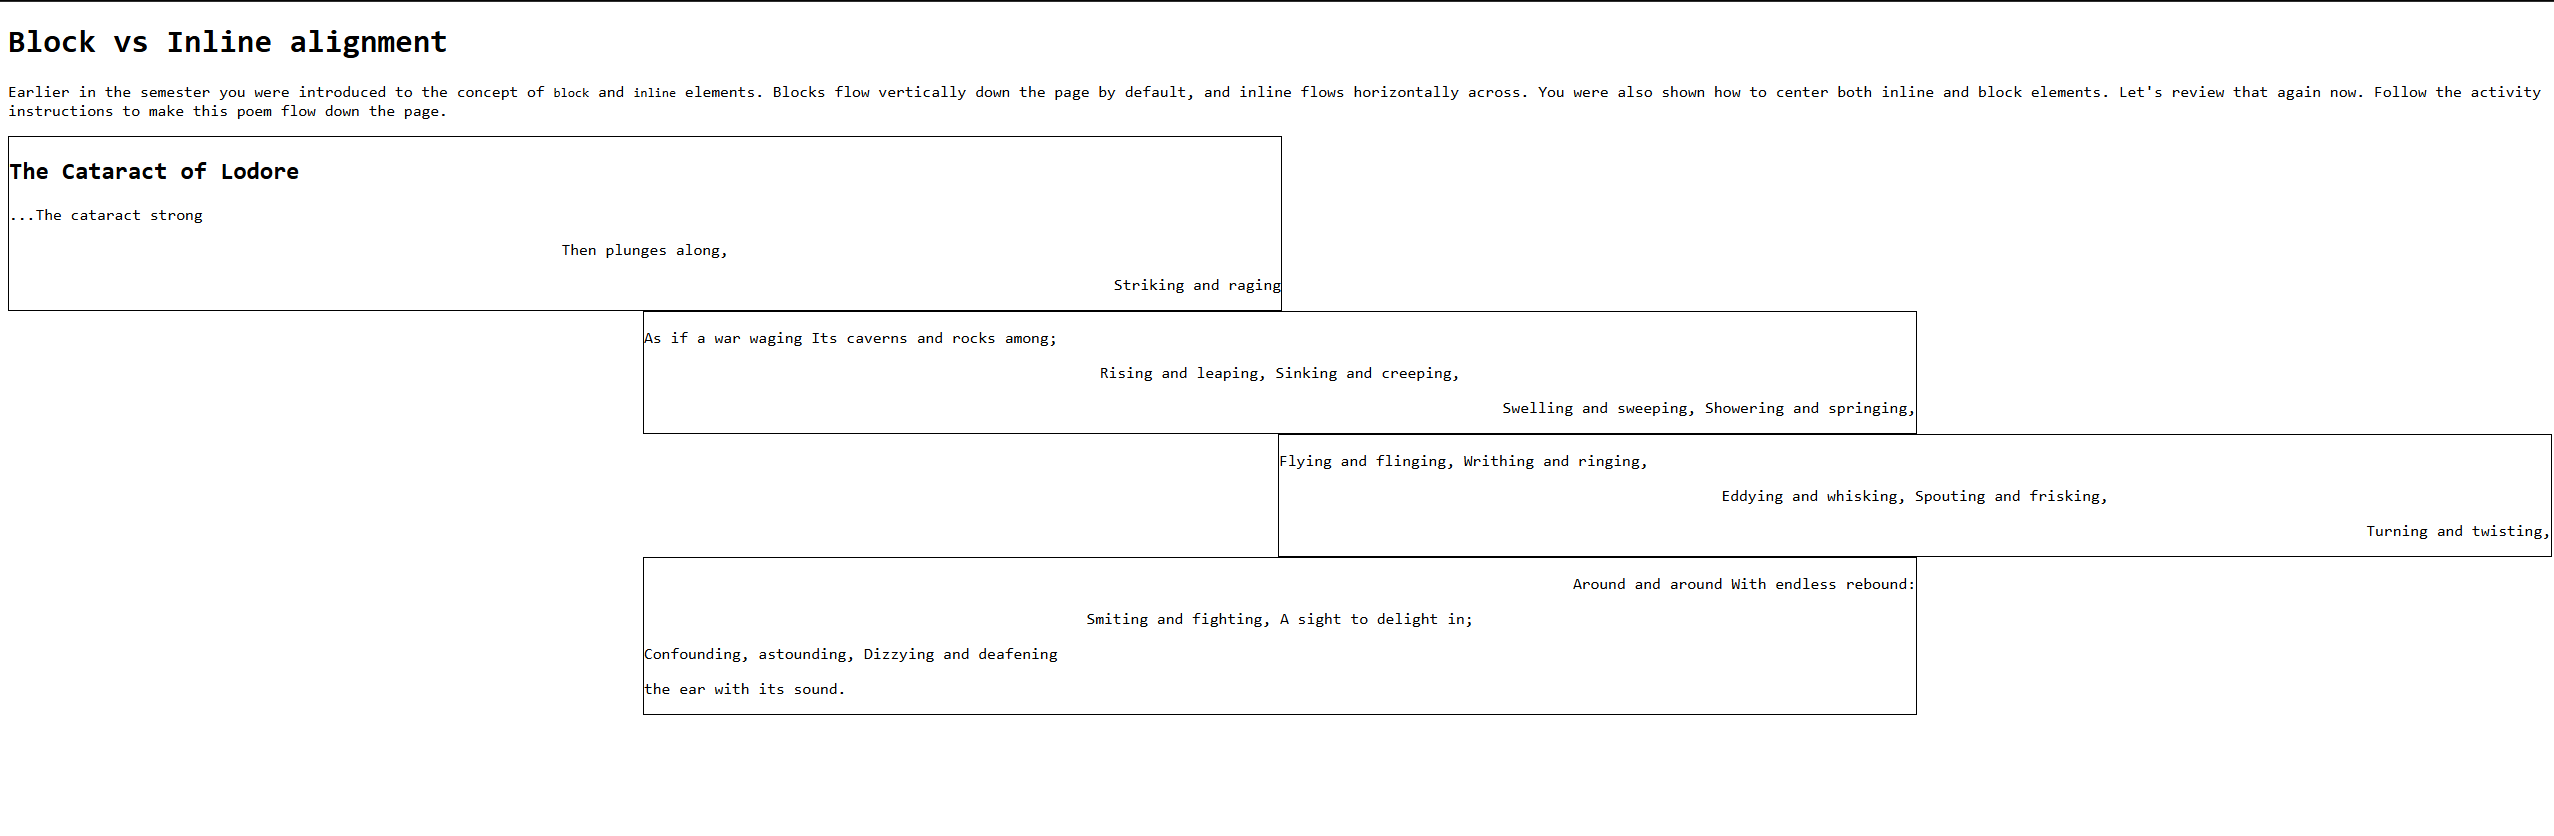 Block vs Inline alignment
Earlier in the semester you were introduced to the concept of block and inline elements. Blocks flow vertically down the page by default, and inline flows horizontally across. You were also shown how to center both inline and block elements. Let's review that again now. Follow the activity
instructions to make this poem flow down the page.
The Cataract of Lodore
...The cataract strong
Then plunges along,
Striking and raging
As if a war waging Its caverns and rocks among;
Rising and leaping, Sinking and creeping,
Swelling and sweeping, Showering and springing,
Flying and flinging, Writhing and ringing,
Eddying and whisking, Spouting and frisking,
Turning and twisting,
Around and around With endless rebound:
Smiting and fighting, A sight to delight in;
Confounding, astounding, Dizzying and deafening
the ear with its sound.